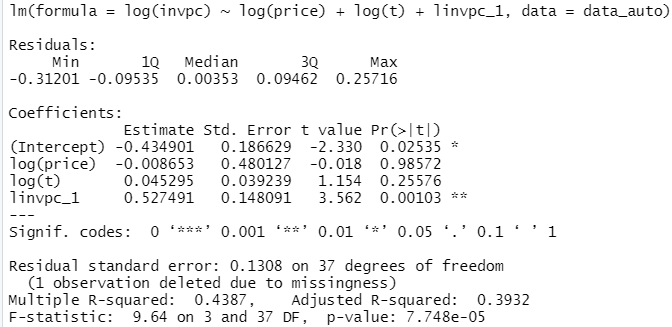 lm(formula = log(invpc) ~ log(price) + log(t) + linvpc_1, data = data_auto)
Residuals:
Min 1Q Median 3Q Max
-0.31201 -0.09535 0.00353 0.09462 0.25716
Coefficients:
Estimate Std. Error t value Pr(>|t|)
(Intercept) -0.434901 0.186629 -2.330 0.02535 *
log(price) -0.008653 0.480127 -0.018 0.98572
log(t) 0.045295 0.039239 1.154 0.25576
linvpc_1 0.527491 0.148091 3.562 0.00103 **
---
Signif. codes: 0 ‘***’ 0.001 ‘**’ 0.01 ‘*’ 0.05 ‘.’ 0.1 ‘ ’ 1
Residual standard error: 0.1308 on 37 degrees of freedom
(1 observation deleted due to missingness)
Multiple R-squared: 0.4387, Adjusted R-squared: 0.3932
F-statistic: 9.64 on 3 and 37 DF, p-value: 7.748e-05